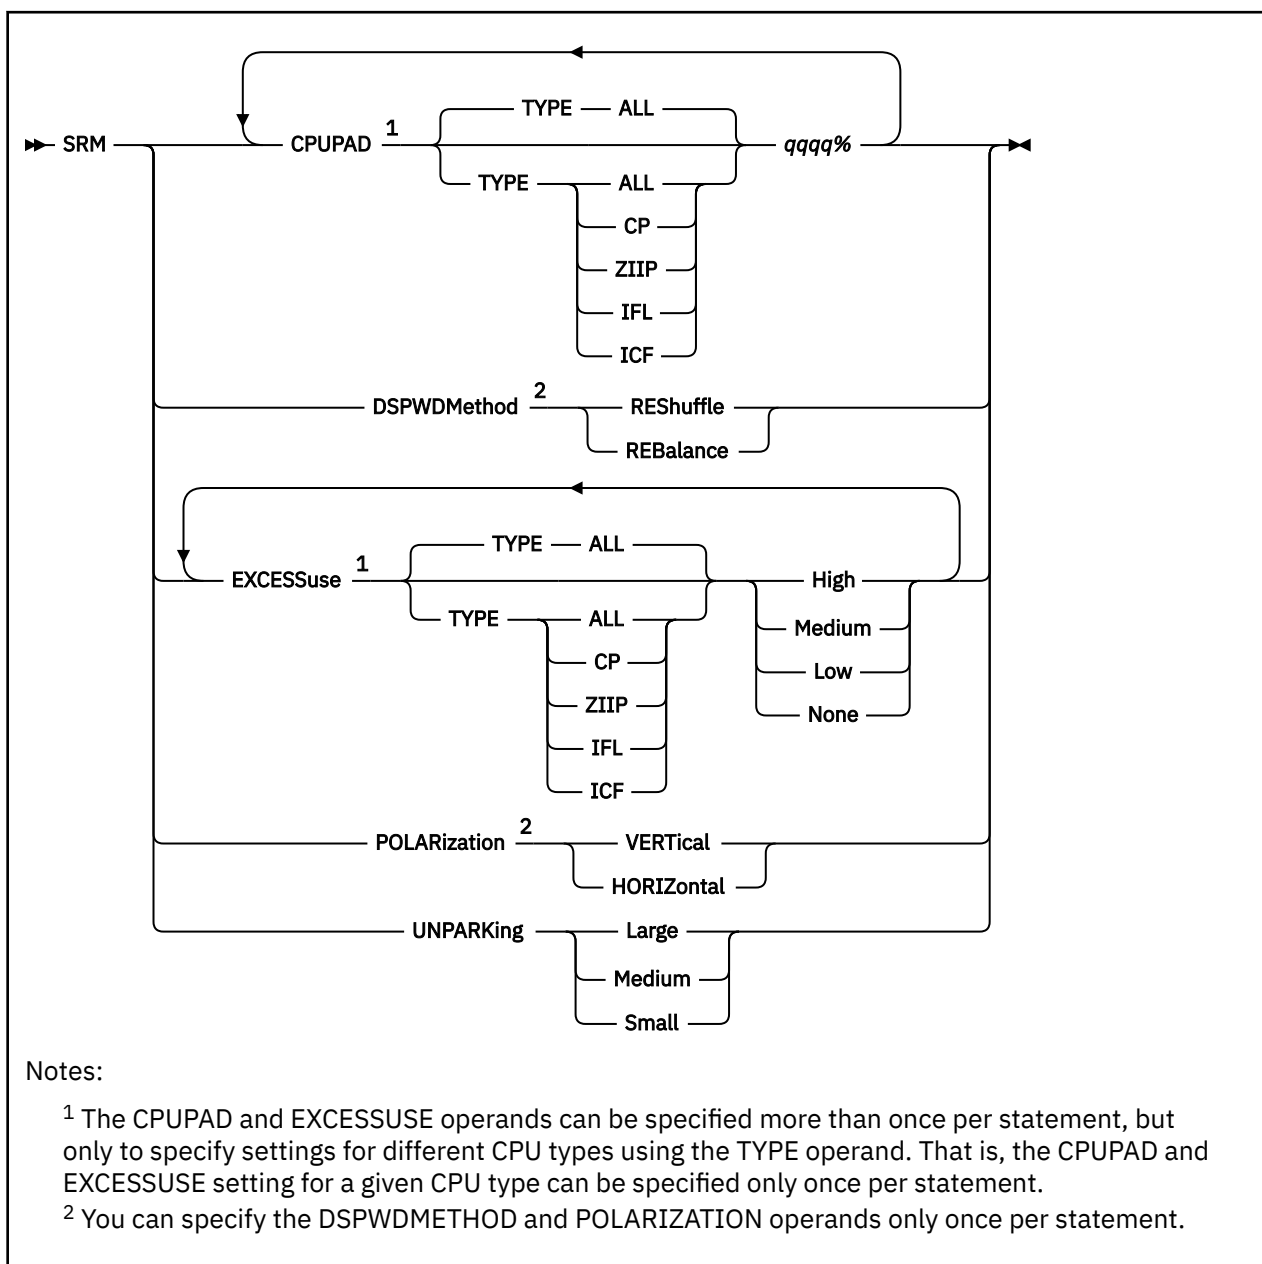 TYPE ALL
SRM CPUPAD 1 qqqq%
TYPE ALL
CP
ZIIP
IFL
ICF
DSPWDMethod 2 REShuffle
REBalance
TYPE ALL
EXCESSuse 1 High
TYPE ALL Medium
CP Low
ZIIP None
IFL
ICF
POLARization 2 VERTical
HORIZontal
UNPARKing Large
Medium
Small
Notes:
1 The CPUPAD and EXCESSUSE operands can be specified more than once per statement, but
only to specify settings for different CPU types using the TYPE operand. That is, the CPUPAD and
EXCESSUSE setting for a given CPU type can be specified only once per statement.
2 You can specify the DSPWDMETHOD and POLARIZATION operands only once per statement.